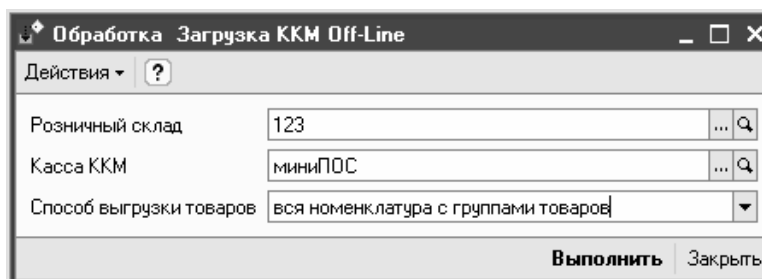 Обработка Загрузка ККМ Off-Line
Действия ?
Розничный склад 123 ...
Касса ККМ миниПОС ...
Способ выгрузки товаров вся номенклатура с группами товаров
Выполнить Закрыть